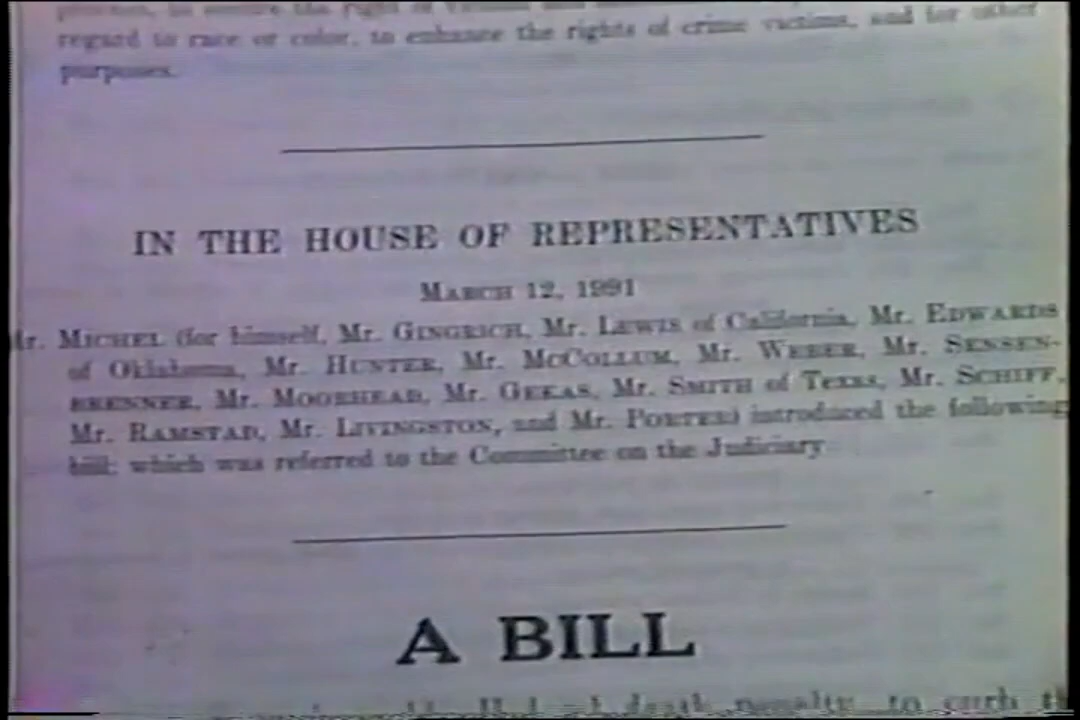 regard to race or color, to enhance the rights of crime victims, and for other
purposes.
IN THE HOUSE OF REPRESENTATIVES
MARCH 12, 1991
Mr. MICHEL (for himself, Mr. GINGRICH, Mr. LEWIS of California, Mr. EDWARDS
of Oklahoma, Mr. HUNTER, Mr. MCCOLLUM, Mr. WEBER, Mr. SENSEN-
BRENNER, Mr. MOORHEAD, Mr. GEKAS, Mr. SMITH of Texas, Mr. SCHIFF,
Mr. RAMSTAD, Mr. LIVINGSTON, and Mr. PORTER) introduced the following
bill; which was referred to the Committee on the Judiciary
A BILL
death penalty, to curb